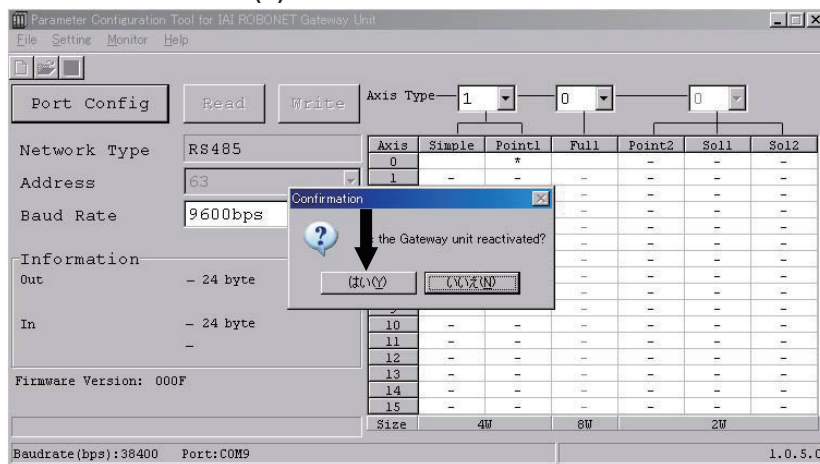 Parameter Configuration Tool for IAI ROBONET Gateway Unit
File Setting Monitor Help
Port Config Read Write Axis Type 1 0 0
Network Type RS485
Address 63
Baud Rate 9600bps
Information
Out – 24 byte
In – 24 byte
–
Firmware Version: 000F
Axis Simple Point1 Full Point2 Sol1 Sol2
0 * – – –
1 – – – – – –
– – – –
– – – –
– – – –
– – – –
– – – –
– – – –
– – – –
– – – –
10 – – – – – –
11 – – – – – –
12 – – – – – –
13 – – – – – –
14 – – – – – –
15 – – – – – –
Size 4W 8W 2W
Confirmation
the Gateway unit reactivated?
はい(Y) いいえ(N)
Baudrate(bps):38400 Port:COM9 1.0.5.0